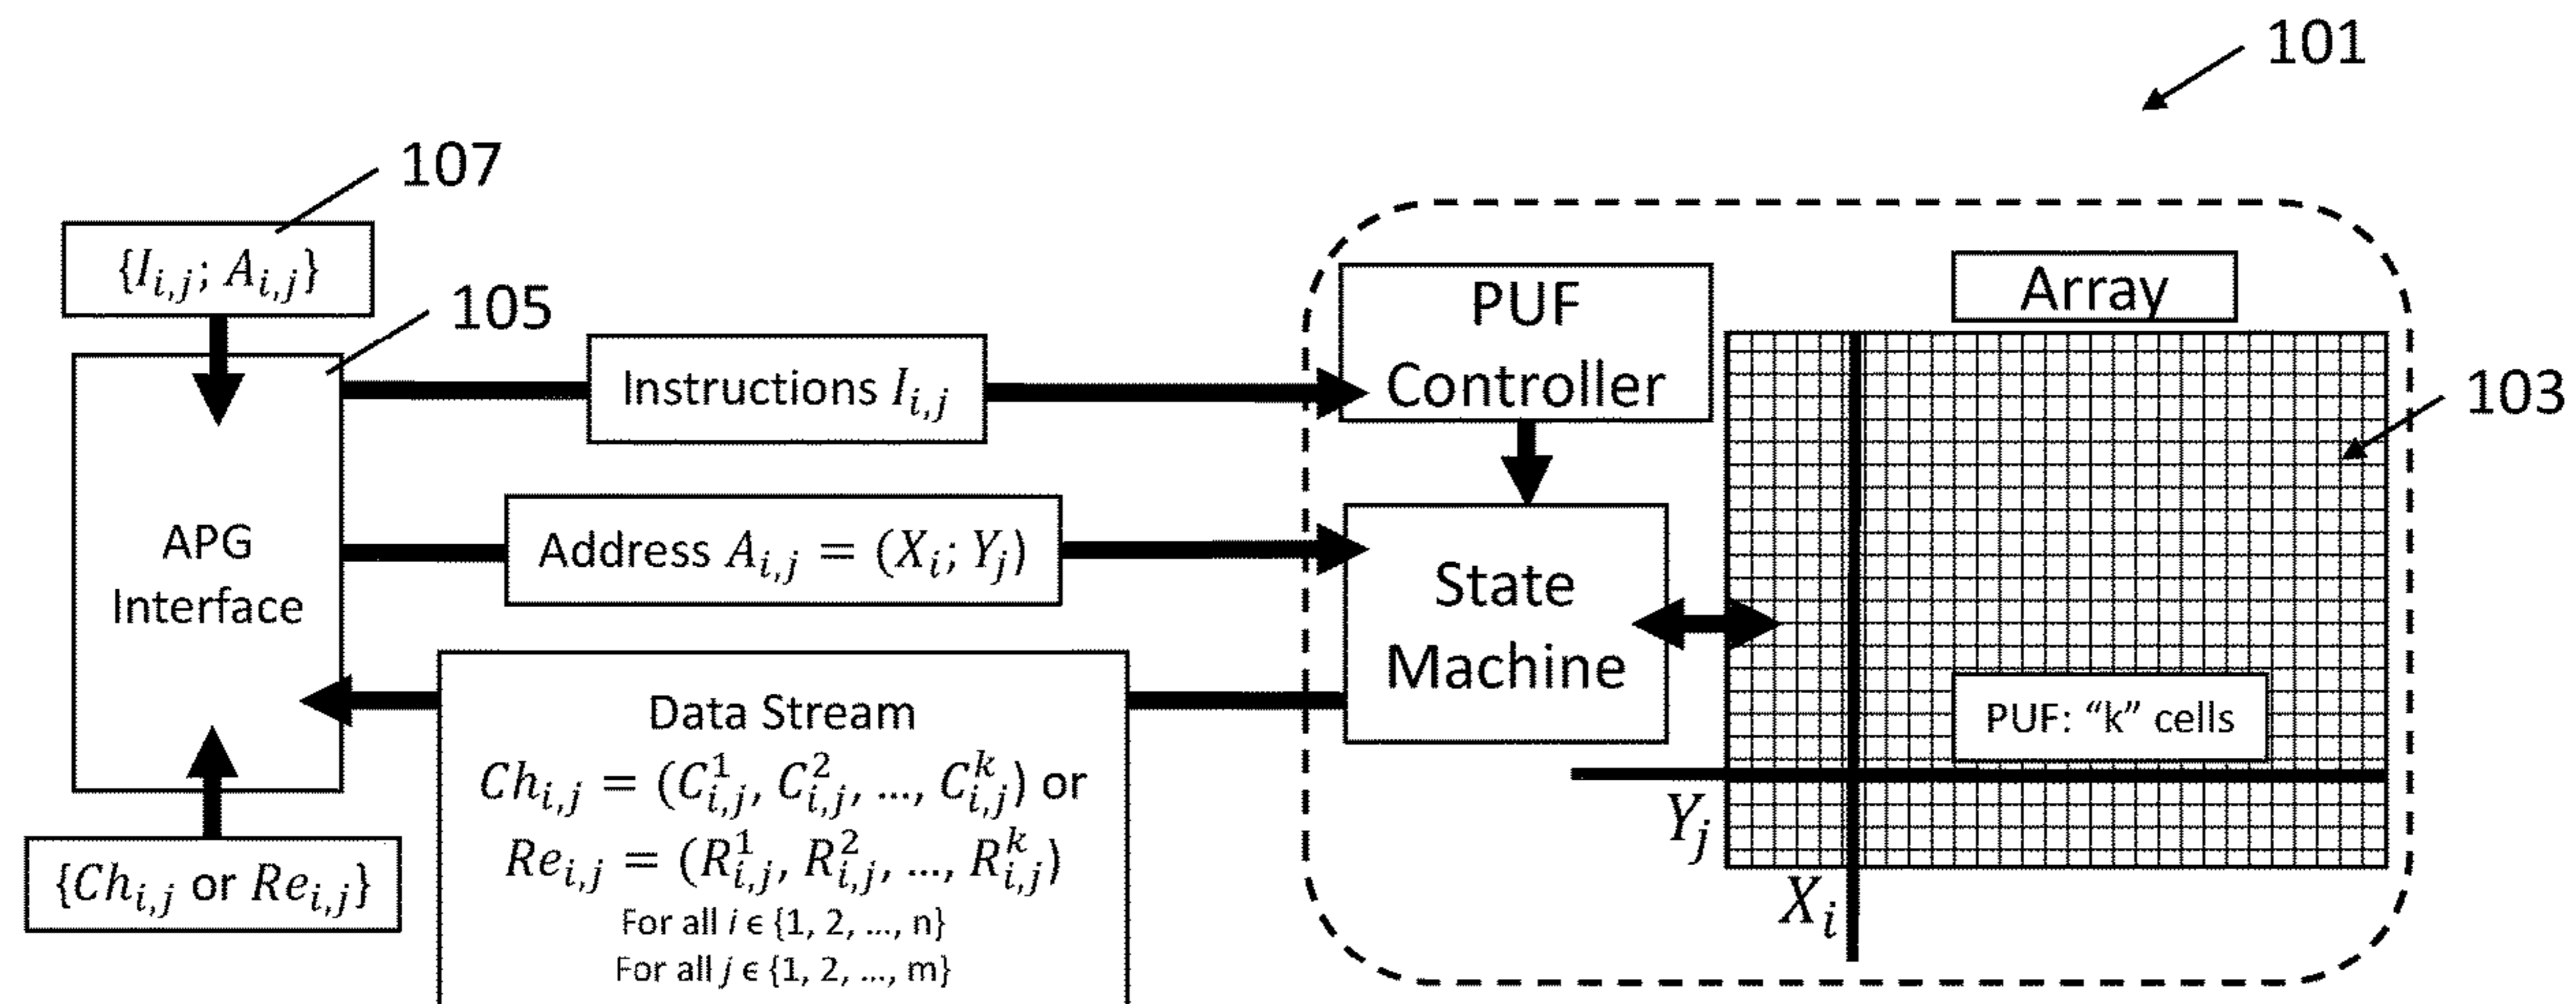 101
107
{I_{i,j}; A_{i,j}}
105
Instructions I_{i,j}
PUF
Controller
Array
103
APG
Interface
Address A_{i,j} = (X_i; Y_j)
State
Machine
PUF: “k” cells
Data Stream
Ch_{i,j} = (C^1_{i,j}, C^2_{i,j}, ..., C^k_{i,j}) or
Re_{i,j} = (R^1_{i,j}, R^2_{i,j}, ..., R^k_{i,j})
For all i ϵ {1, 2, ..., n}
For all j ϵ {1, 2, ..., m}
{Ch_{i,j} or Re_{i,j}}
Y_j
X_i